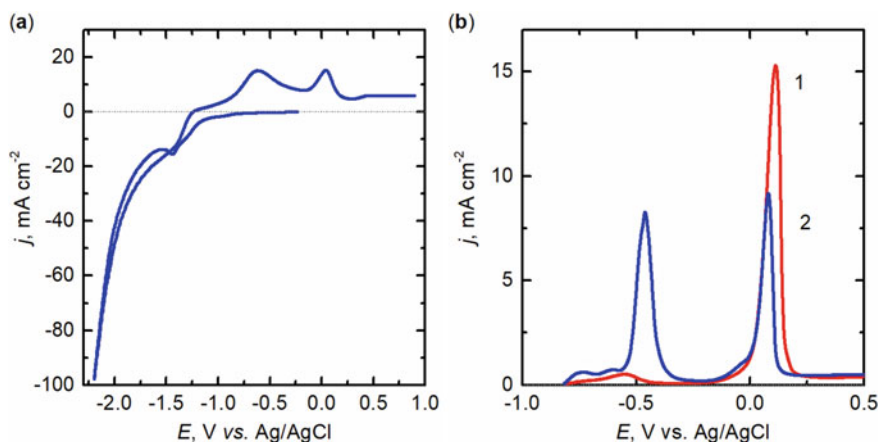 (a)
20
0
-20
-40
-60
-80
-100
j, mA cm⁻²
-2.0 -1.5 -1.0 -0.5 0.0 0.5 1.0
E, V vs. Ag/AgCl
(b)
15
10
5
0
j, mA cm⁻²
1
2
-1.0 -0.5 0.0 0.5
E, V vs. Ag/AgCl